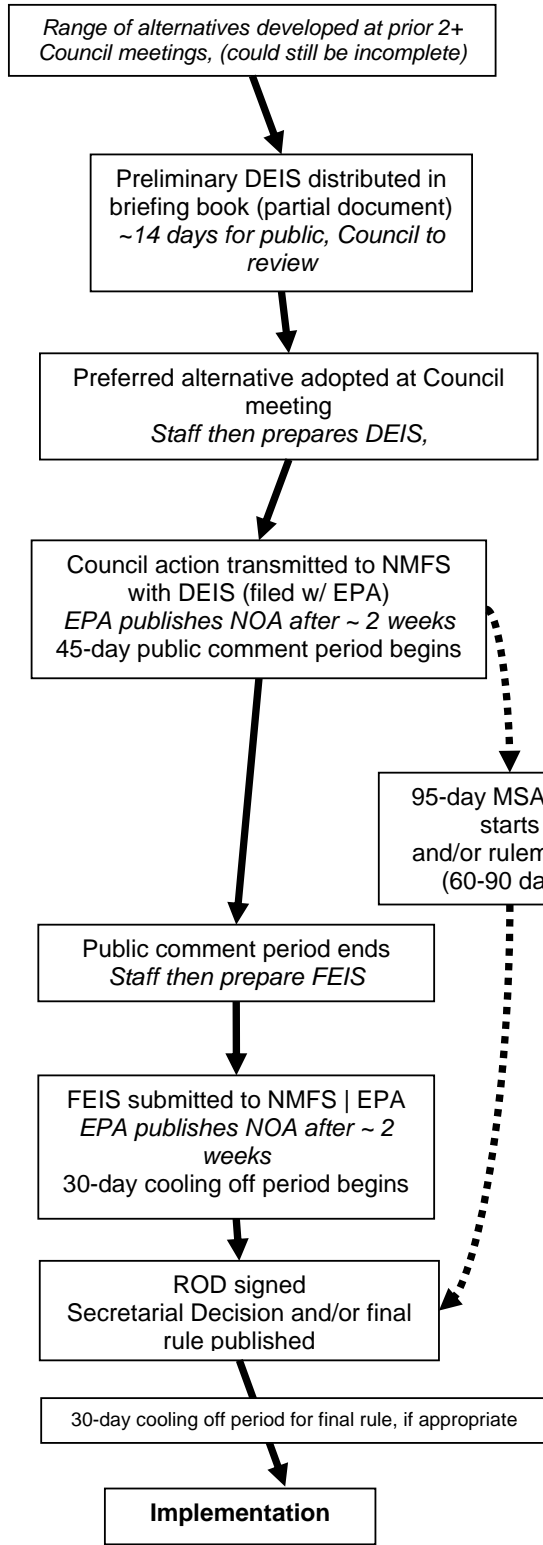 Range of alternatives developed at prior 2+
Council meetings, (could still be incomplete)
Preliminary DEIS distributed in
briefing book (partial document)
~14 days for public, Council to
review
Preferred alternative adopted at Council
meeting
Staff then prepares DEIS,
Council action transmitted to NMFS
with DEIS (filed w/ EPA)
EPA publishes NOA after ~ 2 weeks
45-day public comment period begins
95-day MSA
starts
and/or
(60-90
Public comment period ends
Staff then prepare FEIS
FEIS submitted to NMFS | EPA
EPA publishes NOA after ~ 2
weeks
30-day cooling off period begins
ROD signed
Secretarial Decision and/or final
rule published
30-day cooling off period for final rule, if appropriate
Implementation